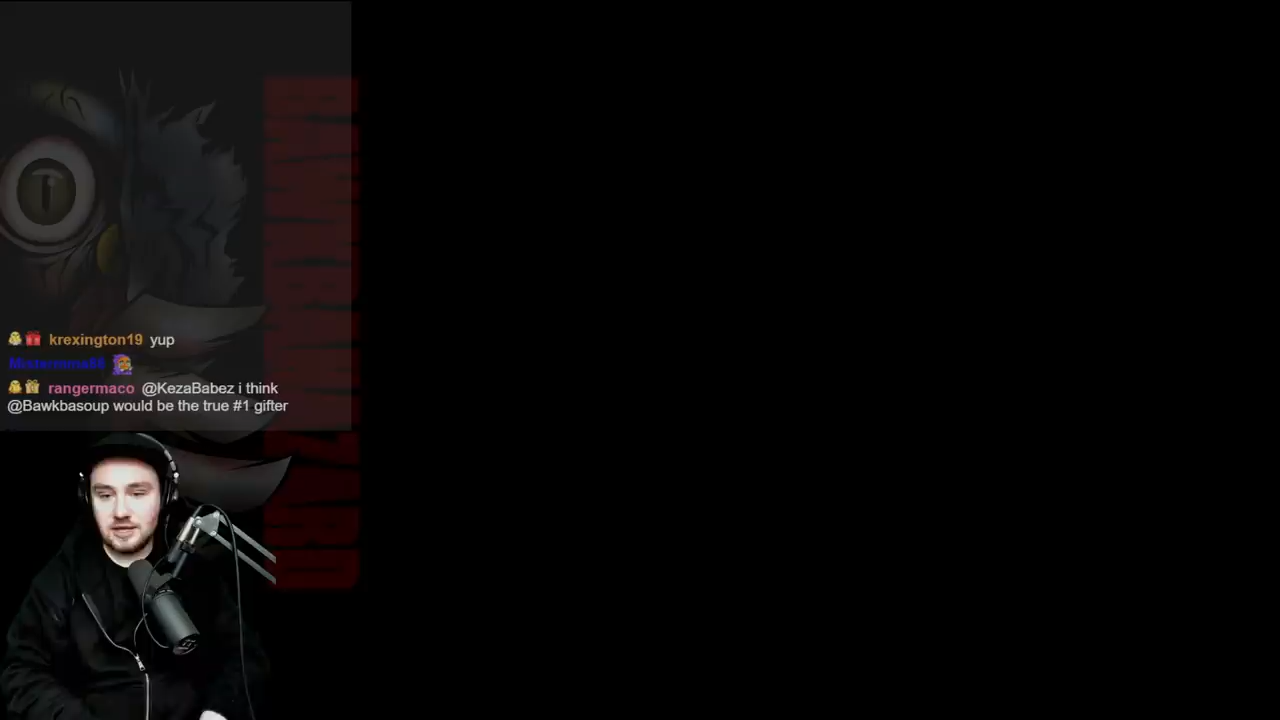 krexington19 yup
rangermaco @KezaBabez i think
@Bawkbasoup would be the true #1 gifter